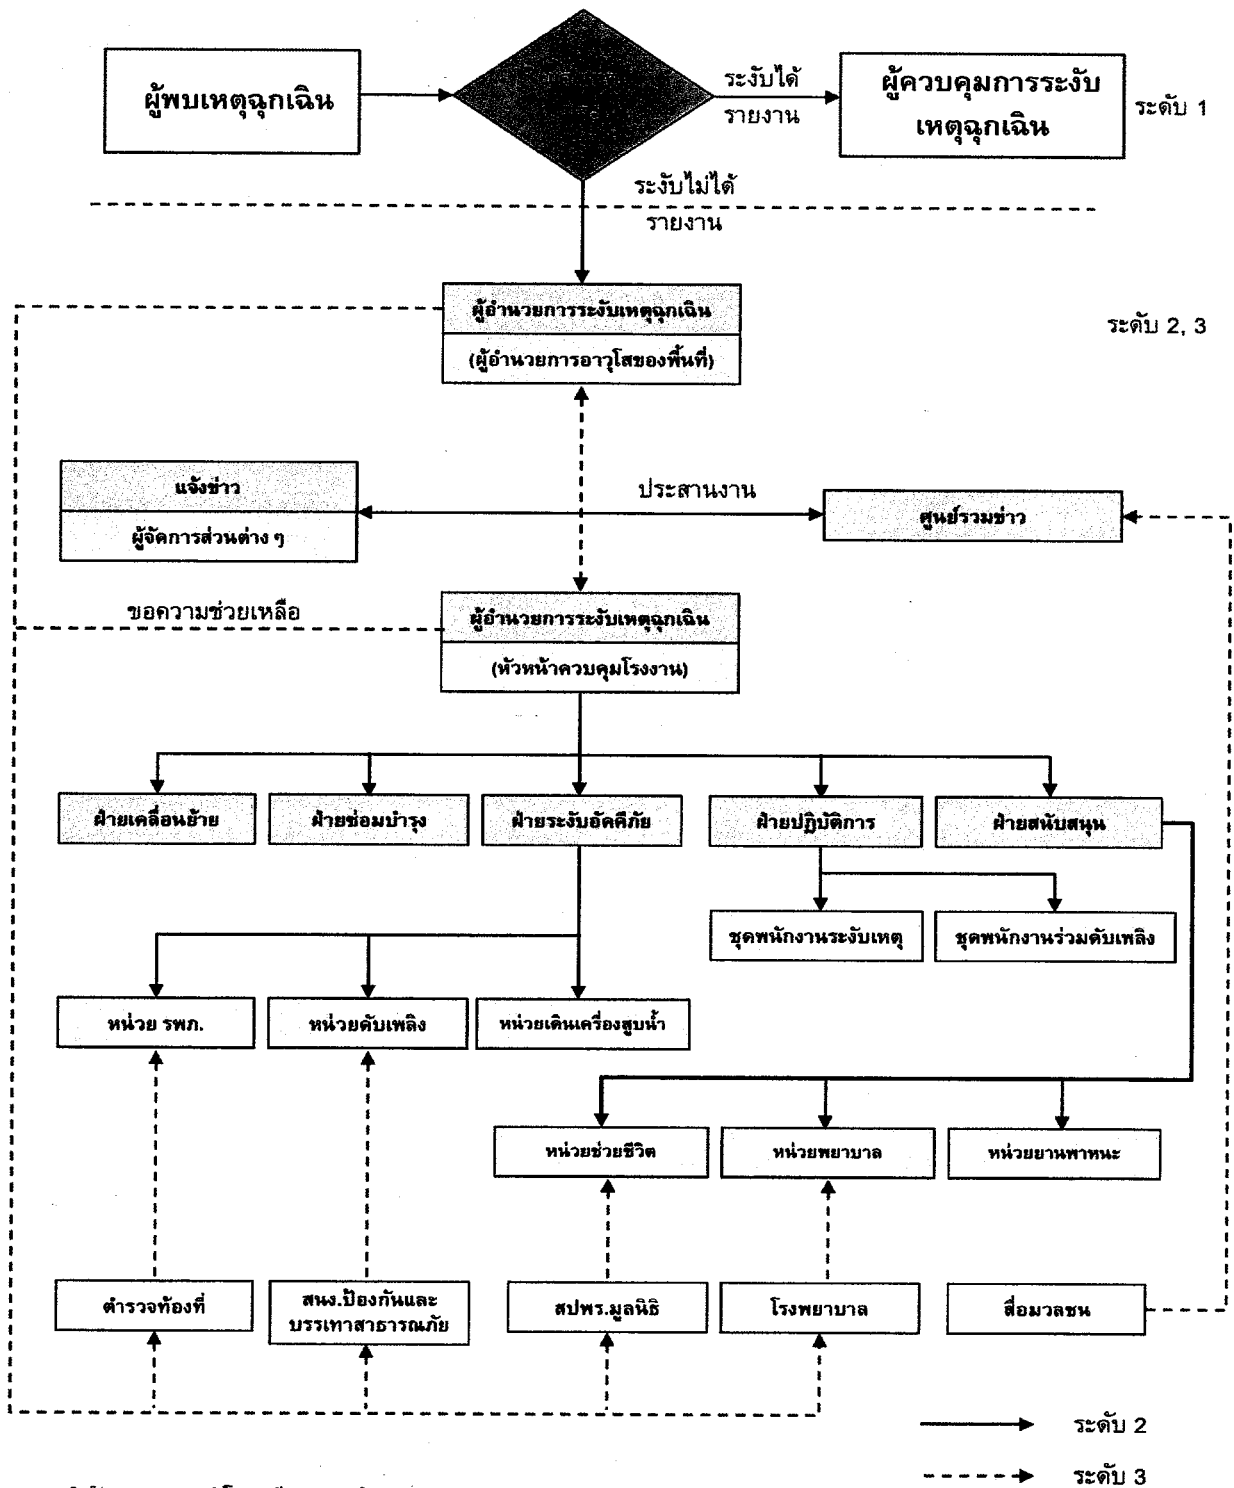 ผู้พบเหตุฉุกเฉิน
ระงับได้
รายงาน
ผู้ควบคุมการระงับ
เหตุฉุกเฉิน
ระดับ 1
ระงับไม่ได้
รายงาน
ผู้อำนวยการระงับเหตุฉุกเฉิน
(ผู้อำนวยการอาวุโสของพื้นที่)
ระดับ 2, 3
แจ้งข่าว
ผู้จัดการส่วนต่าง ๆ
ประสานงาน
ศูนย์รวมข่าว
ขอความช่วยเหลือ
ผู้อำนวยการระงับเหตุฉุกเฉิน
(หัวหน้าควบคุมโรงงาน)
ฝ่ายเคลื่อนย้าย
ฝ่ายซ่อมบำรุง
ฝ่ายระงับอัคคีภัย
ฝ่ายปฏิบัติการ
ฝ่ายสนับสนุน
ชุดพนักงานระงับเหตุ
ชุดพนักงานร่วมดับเพลิง
หน่วย รพภ.
หน่วยดับเพลิง
หน่วยเดินเครื่องสูบน้ำ
หน่วยช่วยชีวิต
หน่วยพยาบาล
หน่วยยานพาหนะ
ตำรวจท้องที่
สนง.ป้องกันและ
บรรเทาสาธารณภัย
สปพร.มูลนิธิ
โรงพยาบาล
สื่อมวลชน
ระดับ 2
ระดับ 3